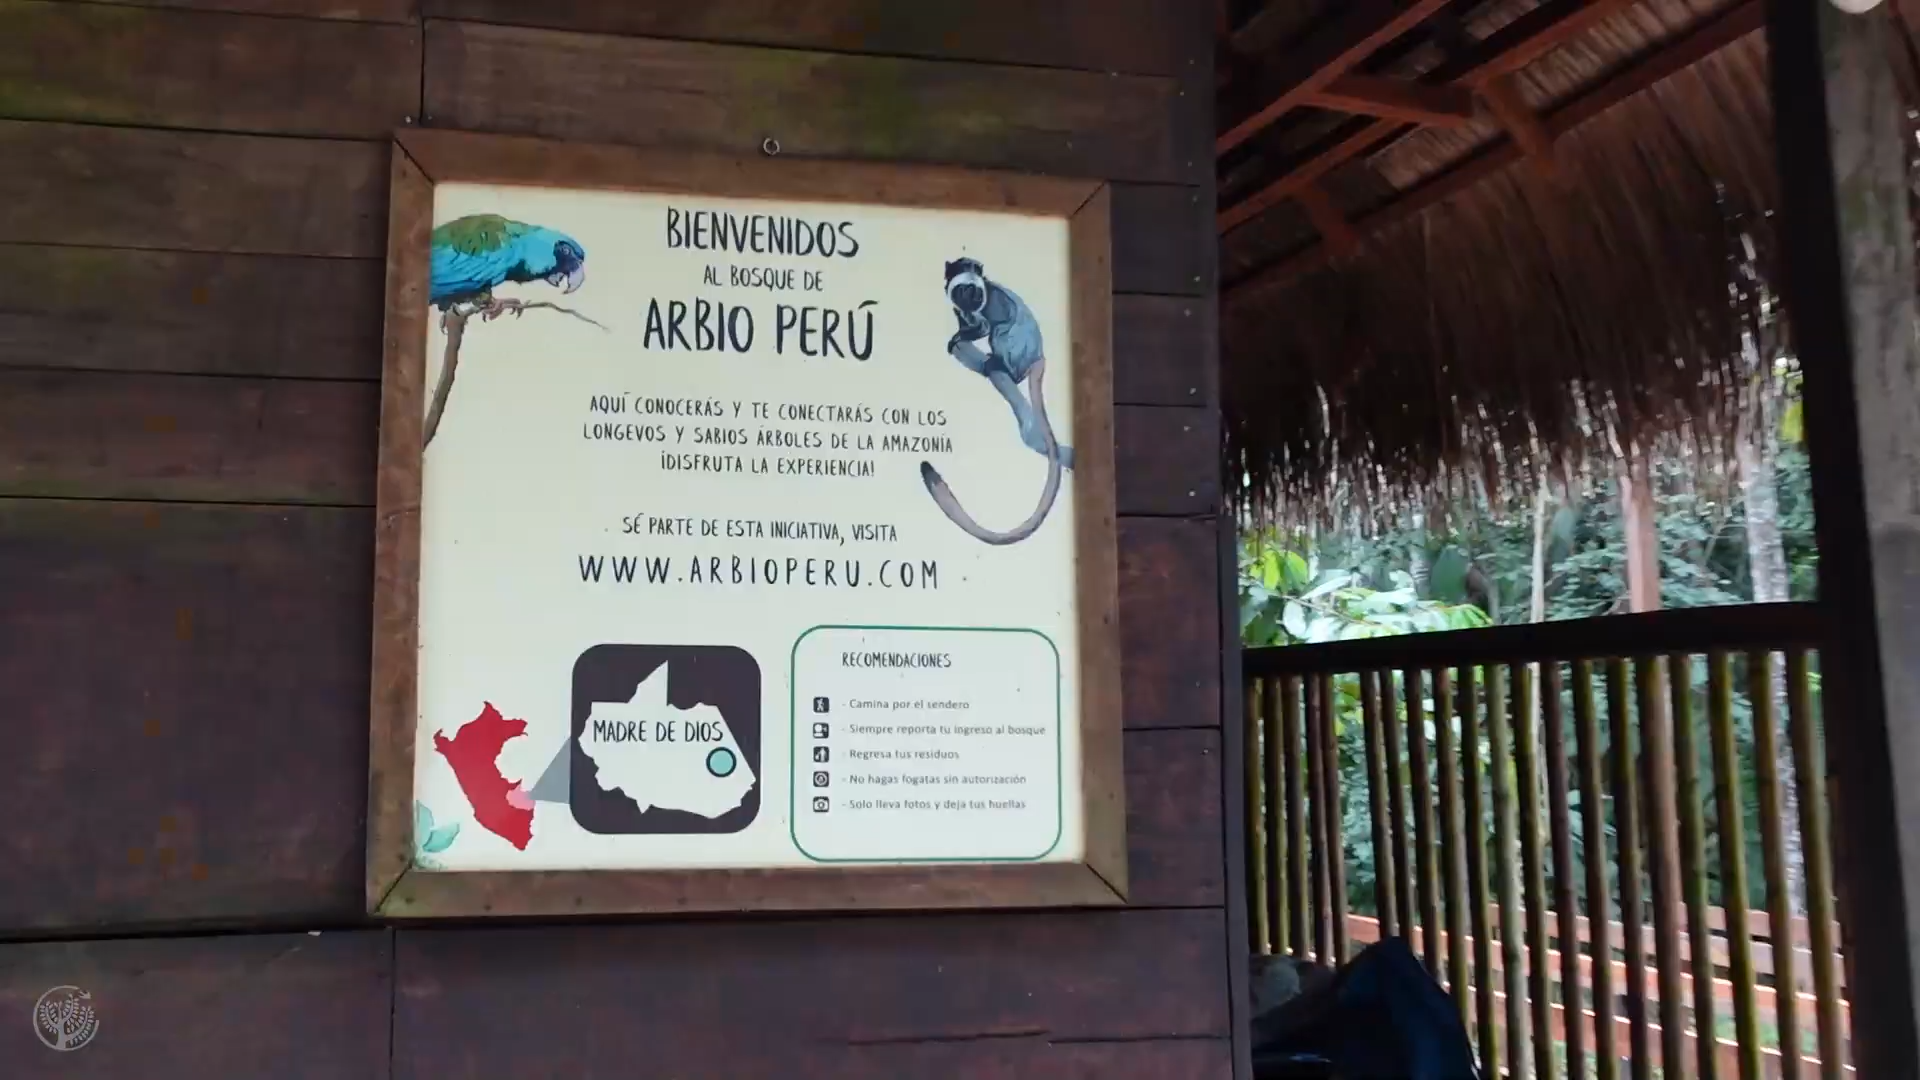 BIENVENIDOS
AL BOSQUE DE
ARBIO PERÚ
AQUÍ CONOCERÁS Y TE CONECTARÁS CON LOS
LONGEVOS Y SABIOS ÁRBOLES DE LA AMAZONÍA
¡DISFRUTA LA EXPERIENCIA!
SÉ PARTE DE ESTA INICIATIVA, VISITA
WWW.ARBIOPERU.COM
MADRE DE DIOS
RECOMENDACIONES
- Camina por el sendero
- Siempre reporta tu ingreso al bosque
- Regresa tus residuos
- No hagas fogatas sin autorización
- Solo lleva fotos y deja tus huellas